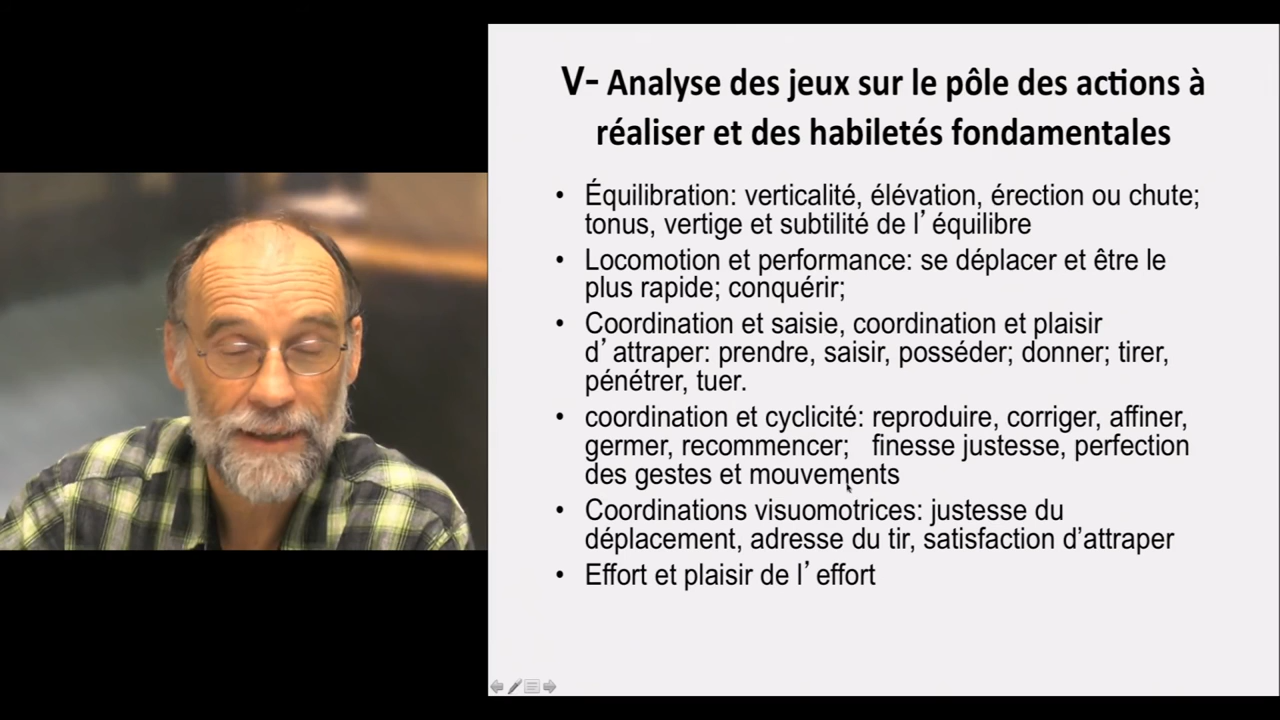 V- Analyse des jeux sur le pôle des actions à
réaliser et des habiletés fondamentales
• Équilibration: verticalité, élévation, érection ou chute;
tonus, vertige et subtilité de l’équilibre
• Locomotion et performance: se déplacer et être le
plus rapide; conquérir;
• Coordination et saisie, coordination et plaisir
d’attraper: prendre, saisir, posséder; donner; tirer,
pénétrer, tuer.
• coordination et cyclicité: reproduire, corriger, affiner,
germer, recommencer; finesse justesse, perfection
des gestes et mouvements
• Coordinations visuomotrices: justesse du
déplacement, adresse du tir, satisfaction d’attraper
• Effort et plaisir de l’effort